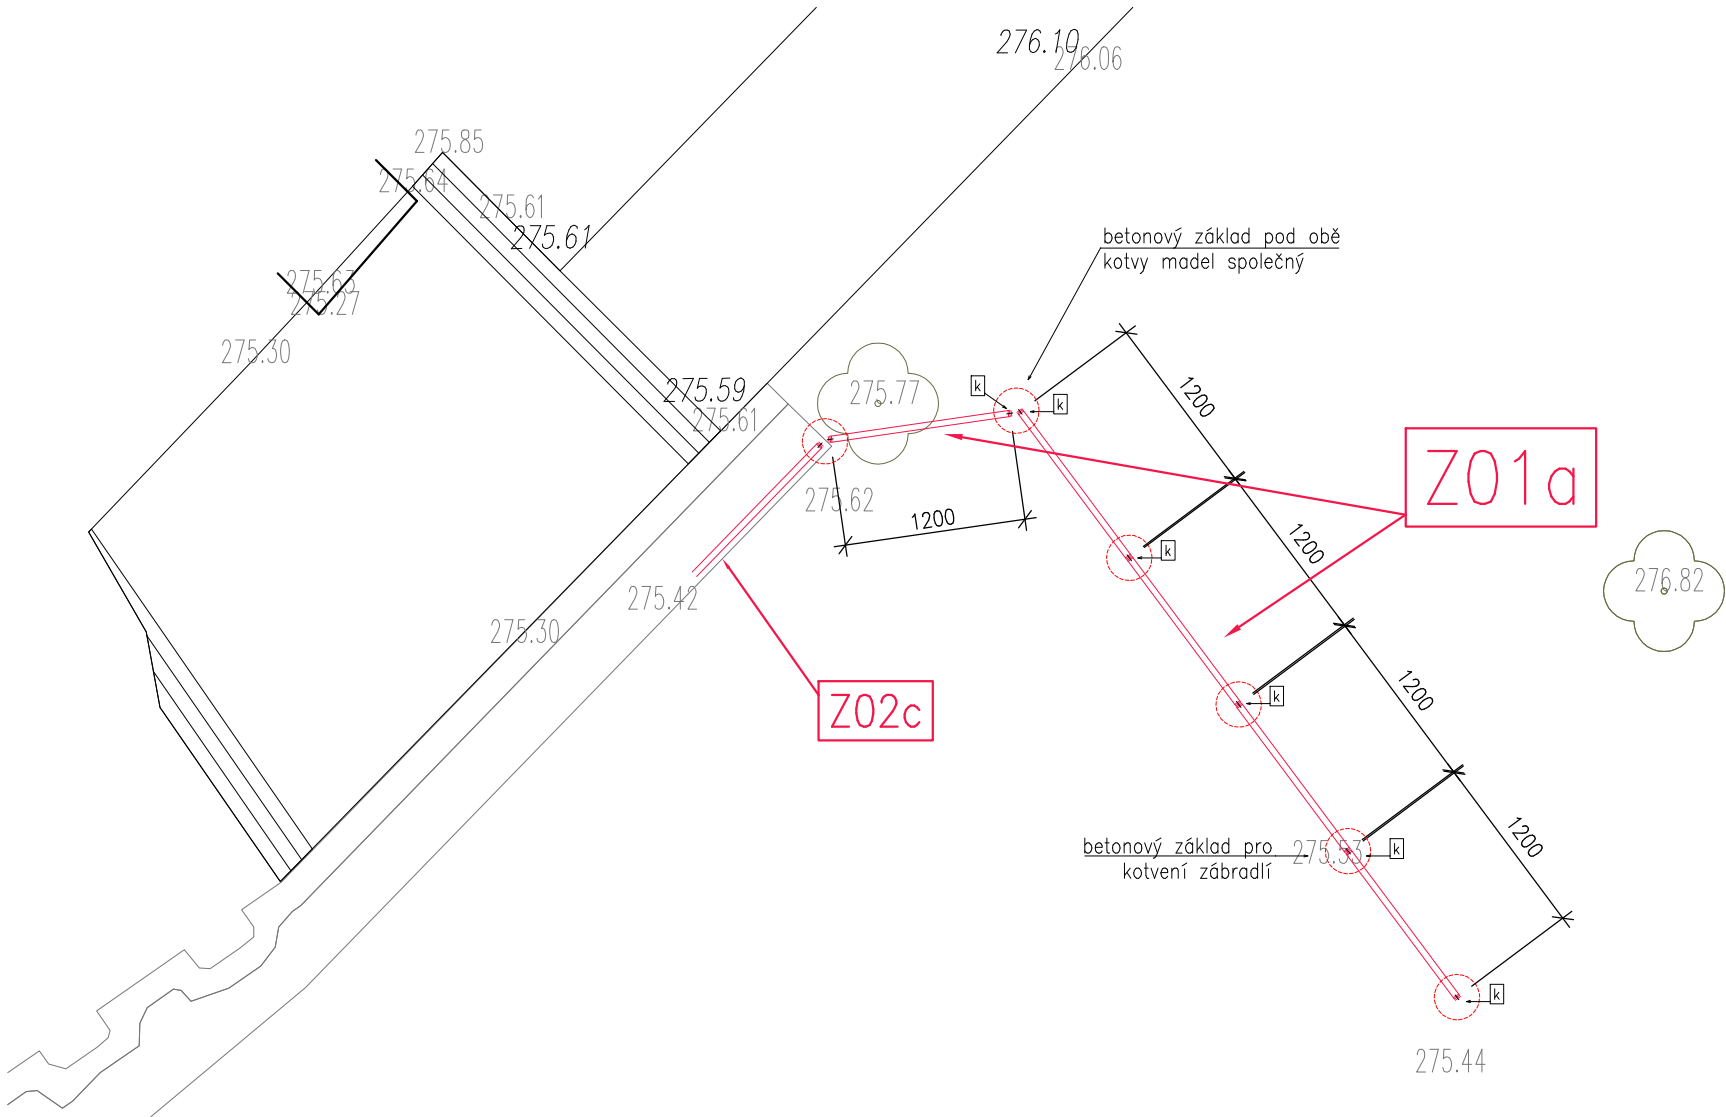 276.10
276.06
275.85
275.64
275.61
275.61
betonový základ pod obě
kotvy madel společný
275.63
275.27
275.30
275.59
275.61
275.77
k
k
1200
Z01a
275.62
1200
1200
k
275.42
275.30
276.82
Z02c
k
1200
betonový základ pro
kotvení zábradlí
275.53
k
1200
k
275.44